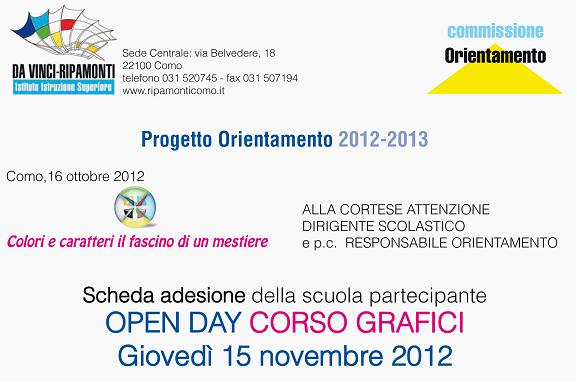 DA VINCI-RIPAMONTI
Istituto Istruzione Superiore
Sede Centrale: via Belvedere, 18
22100 Como
telefono 031 520745 - fax 031 507194
www.ripamonticomo.it
commissione
Orientamento
Progetto Orientamento 2012-2013
Como,16 ottobre 2012
Colori e caratteri il fascino di un mestiere
ALLA CORTESE ATTENZIONE
DIRIGENTE SCOLASTICO
e p.c. RESPONSABILE ORIENTAMENTO
Scheda adesione della scuola partecipante
OPEN DAY CORSO GRAFICI
Giovedì 15 novembre 2012